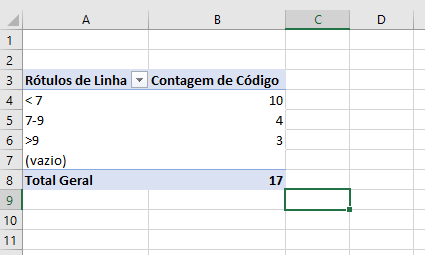 A B C D
1
2
3 Rótulos de Linha Contagem de Código
4 < 7 10
5 7-9 4
6 >9 3
7 (vazio)
8 Total Geral 17
9
10
11